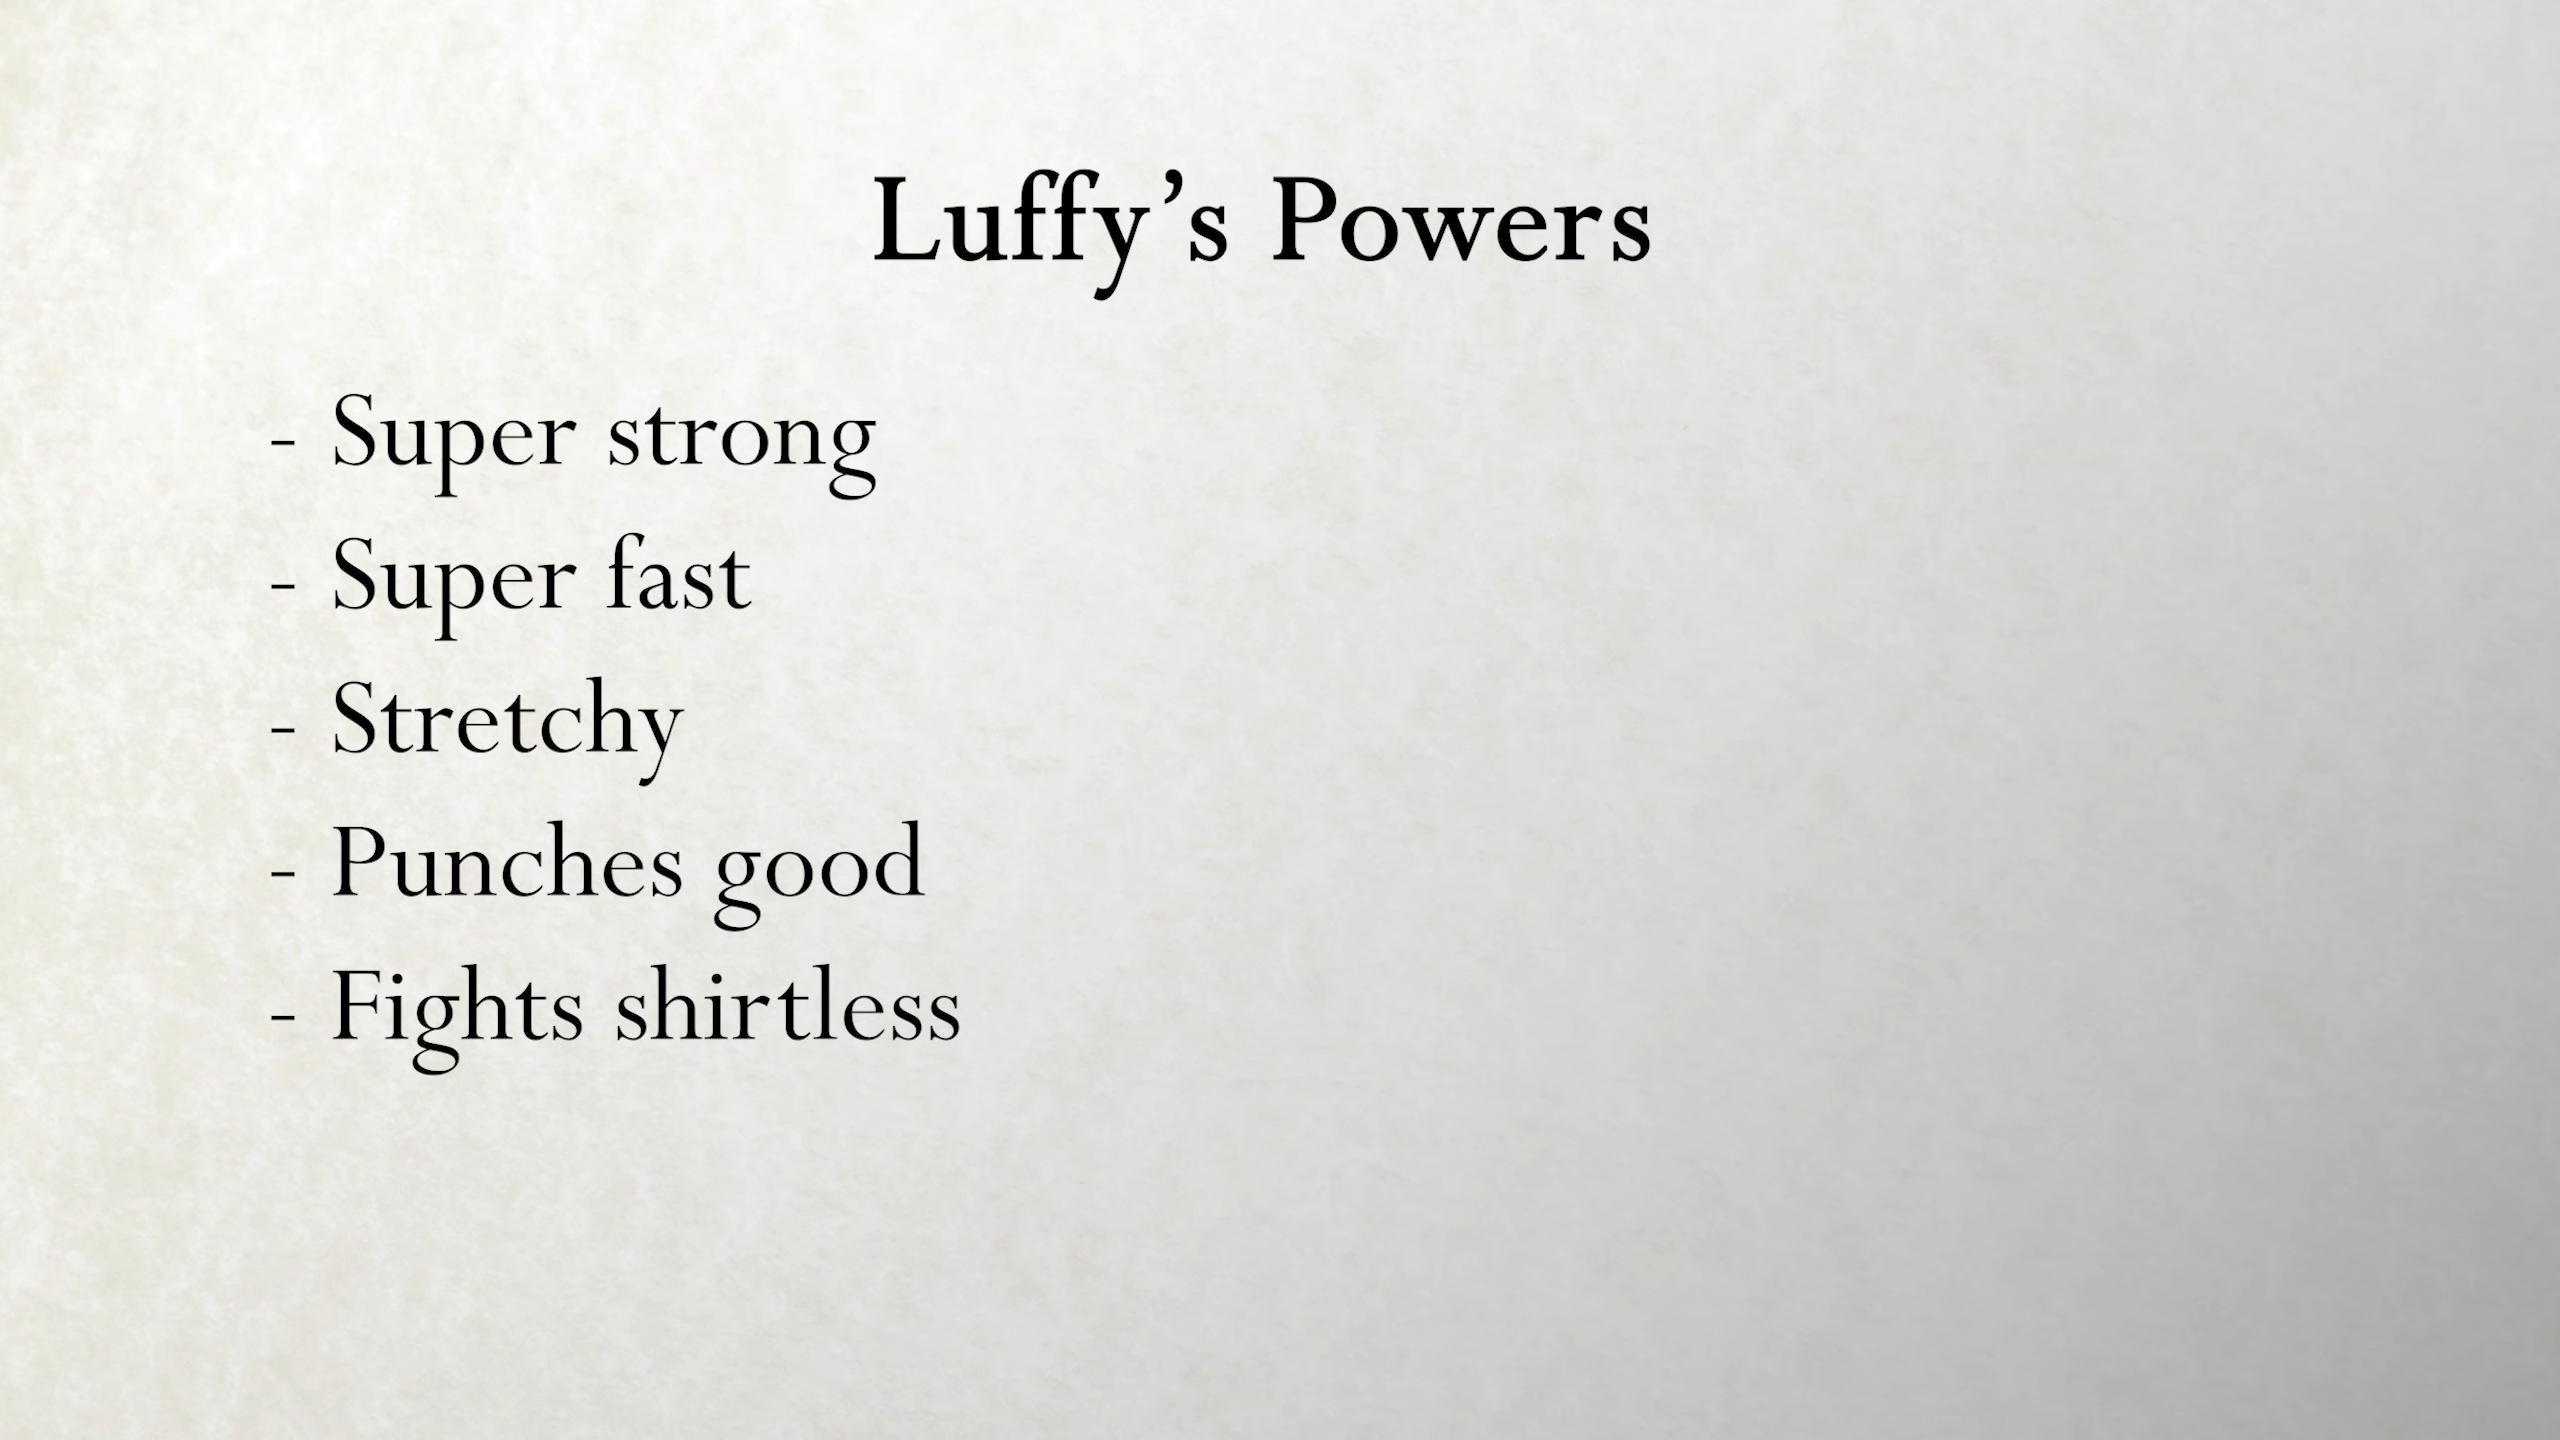 Luffy’s Powers
- Super strong
- Super fast
- Stretchy
- Punches good
- Fights shirtless